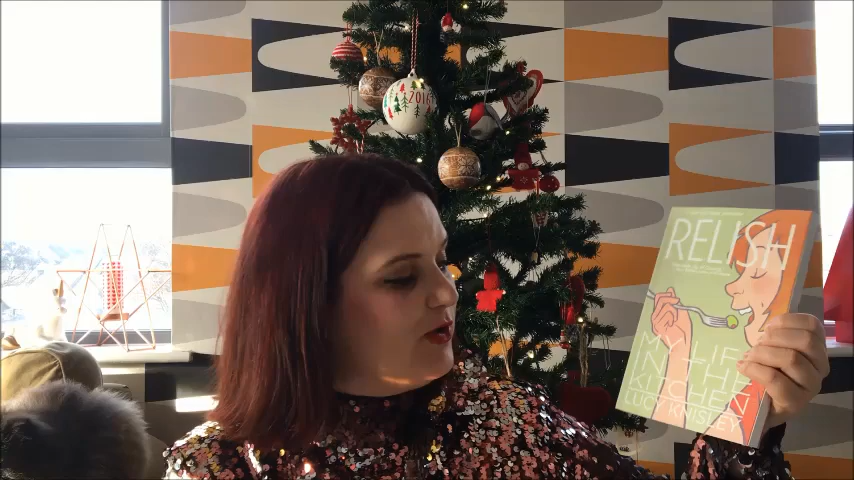 2016
RELISH
MY
LIFE
IN THE
KITCHEN
LUCY KNISLEY